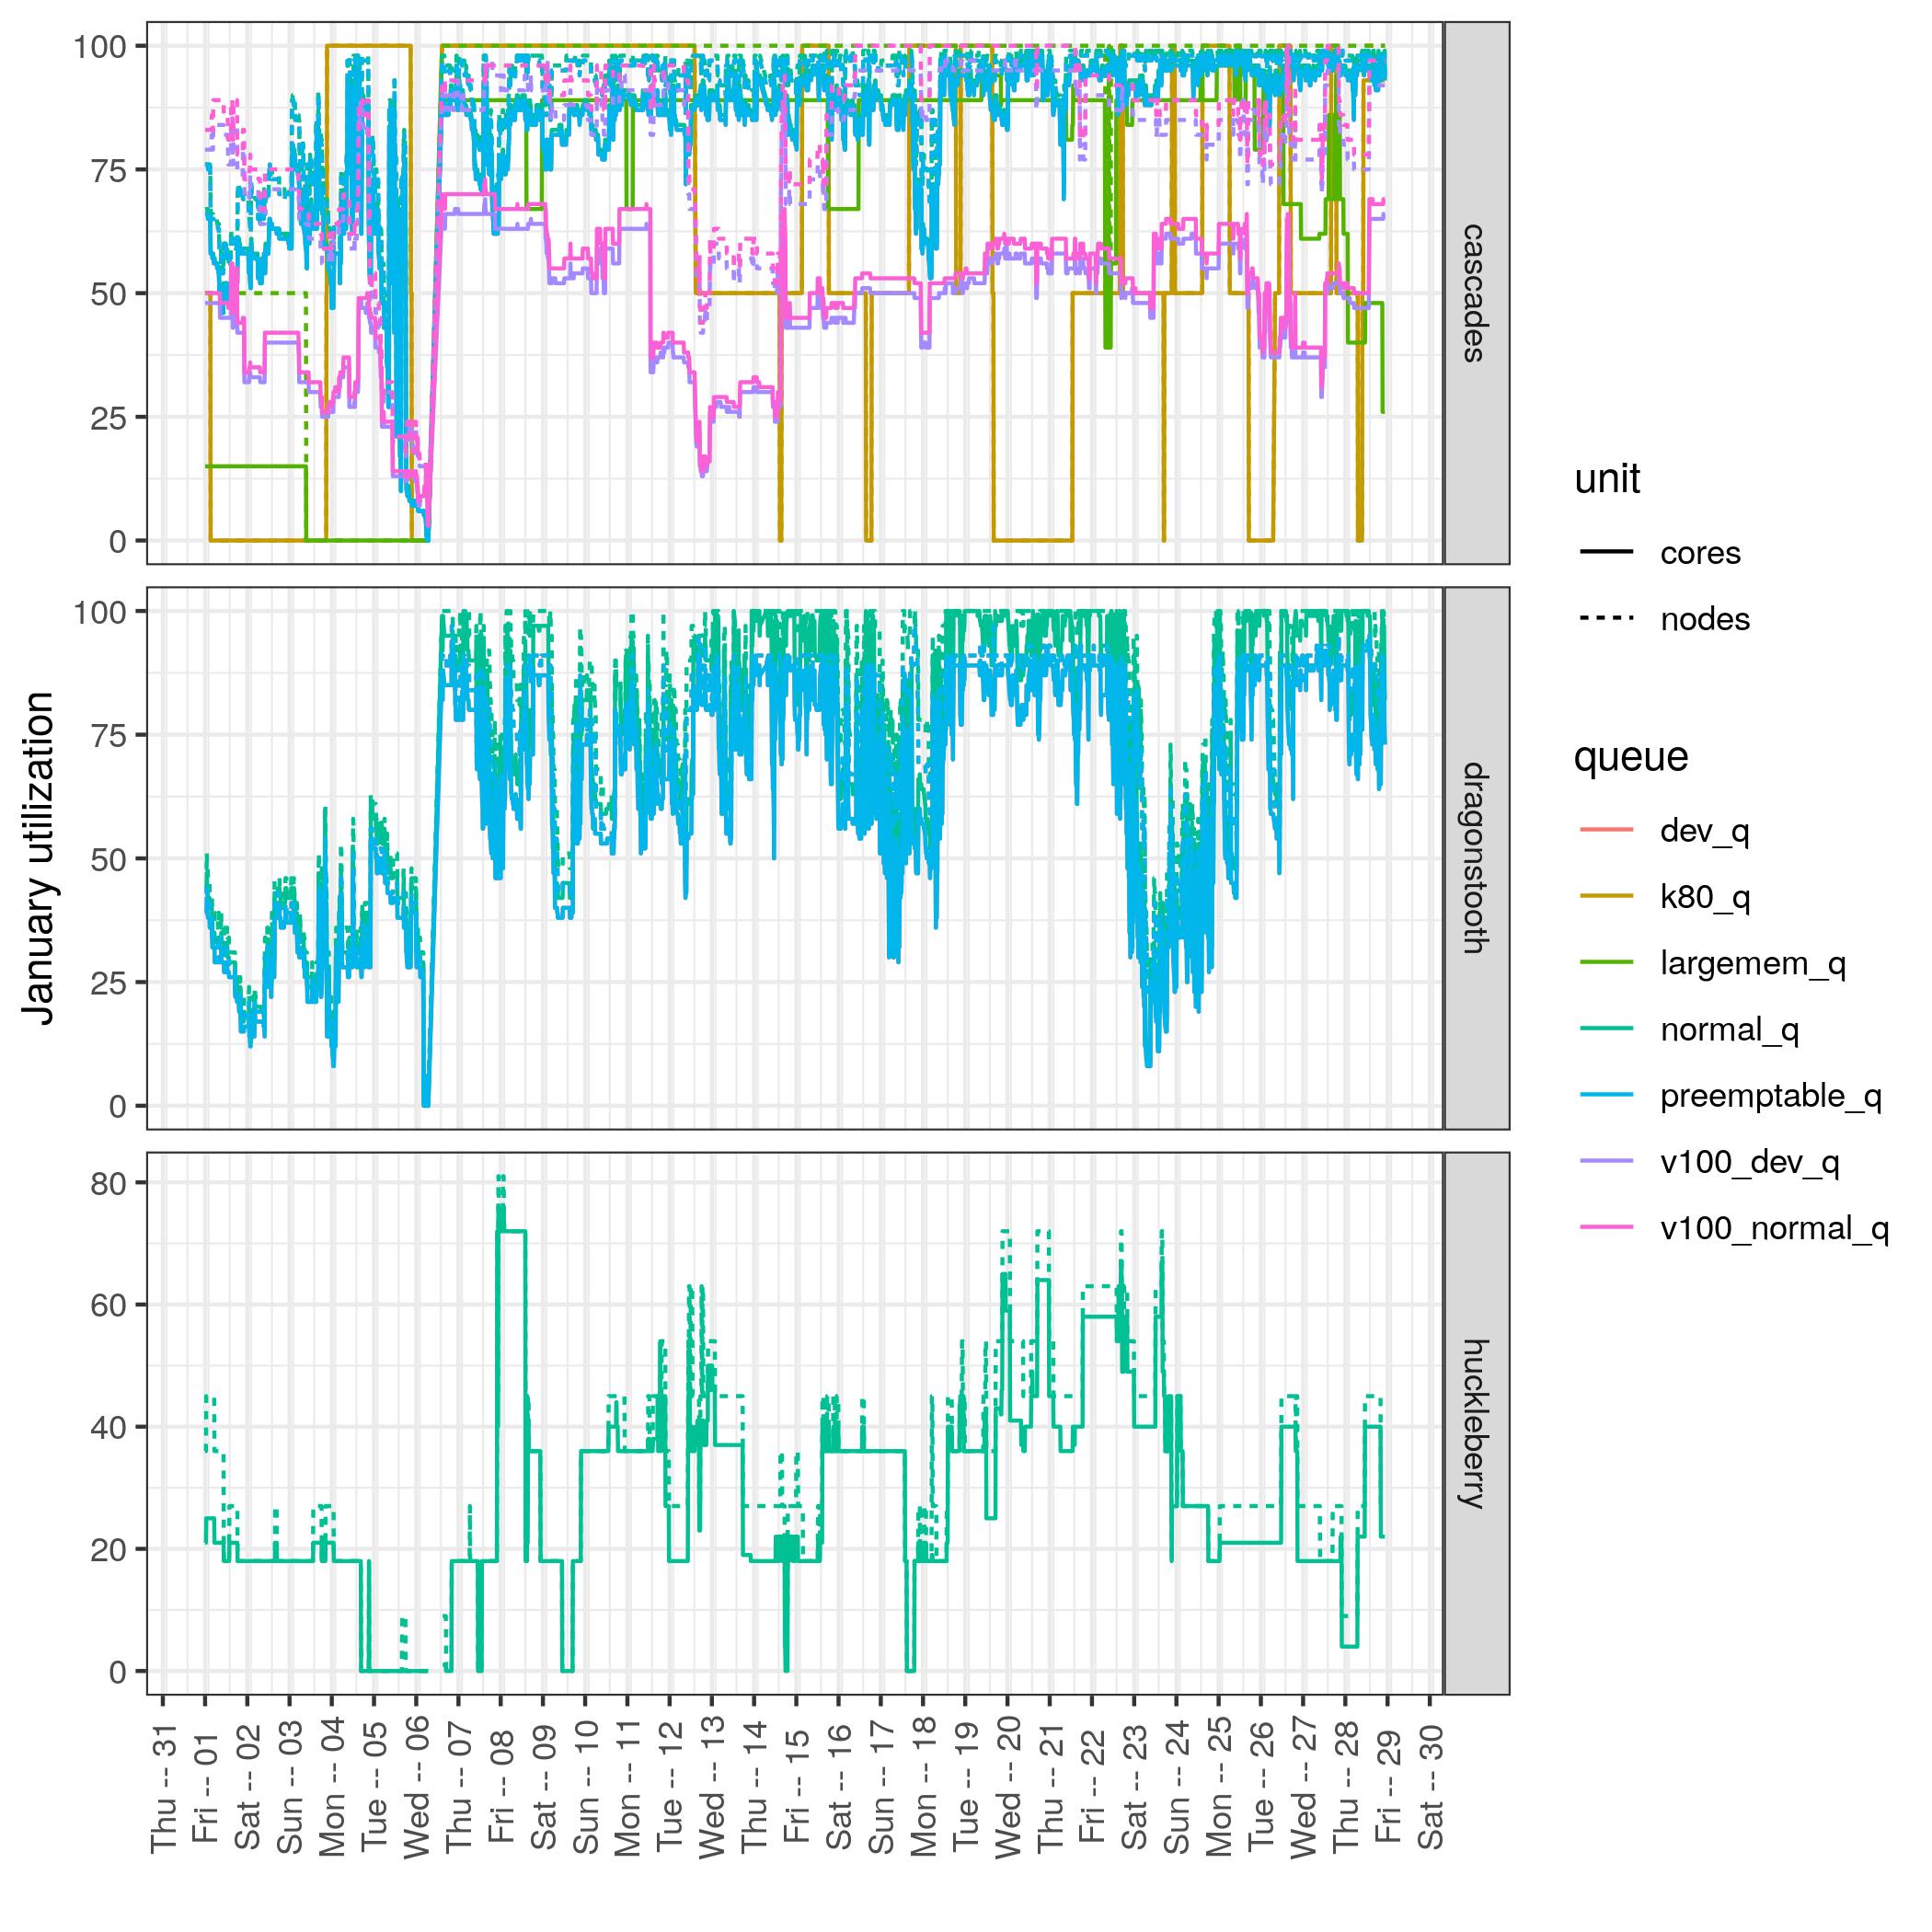 January utilization
100
75
50
25
0
cascades
100
75
50
25
0
dragonstooth
80
60
40
20
0
huckleberry
Thu -- 31
Fri -- 01
Sat -- 02
Sun -- 03
Mon -- 04
Tue -- 05
Wed -- 06
Thu -- 07
Fri -- 08
Sat -- 09
Sun -- 10
Mon -- 11
Tue -- 12
Wed -- 13
Thu -- 14
Fri -- 15
Sat -- 16
Sun -- 17
Mon -- 18
Tue -- 19
Wed -- 20
Thu -- 21
Fri -- 22
Sat -- 23
Sun -- 24
Mon -- 25
Tue -- 26
Wed -- 27
Thu -- 28
Fri -- 29
Sat -- 30
unit
cores
nodes
queue
dev_q
k80_q
largemem_q
normal_q
preemptable_q
v100_dev_q
v100_normal_q